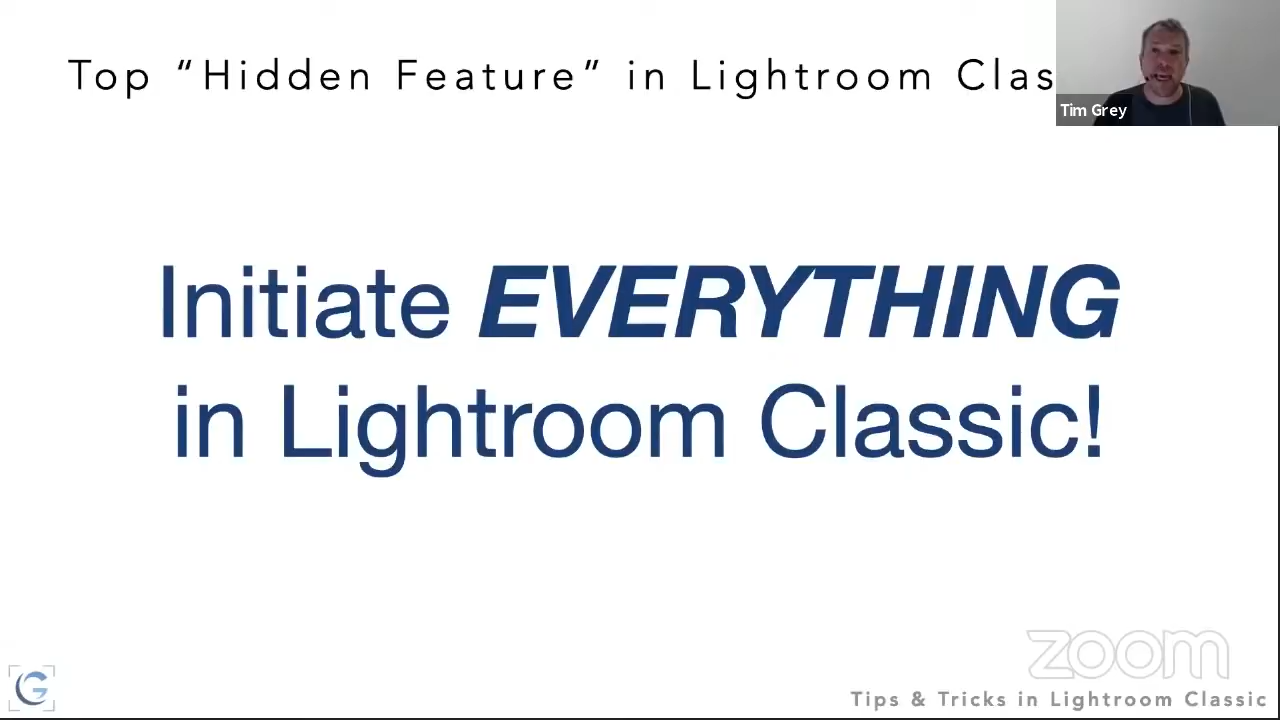 Top “Hidden Feature” in Lightroom Clas
Tim Grey
Initiate EVERYTHING
in Lightroom Classic!
zoom
Tips & Tricks in Lightroom Classic
G